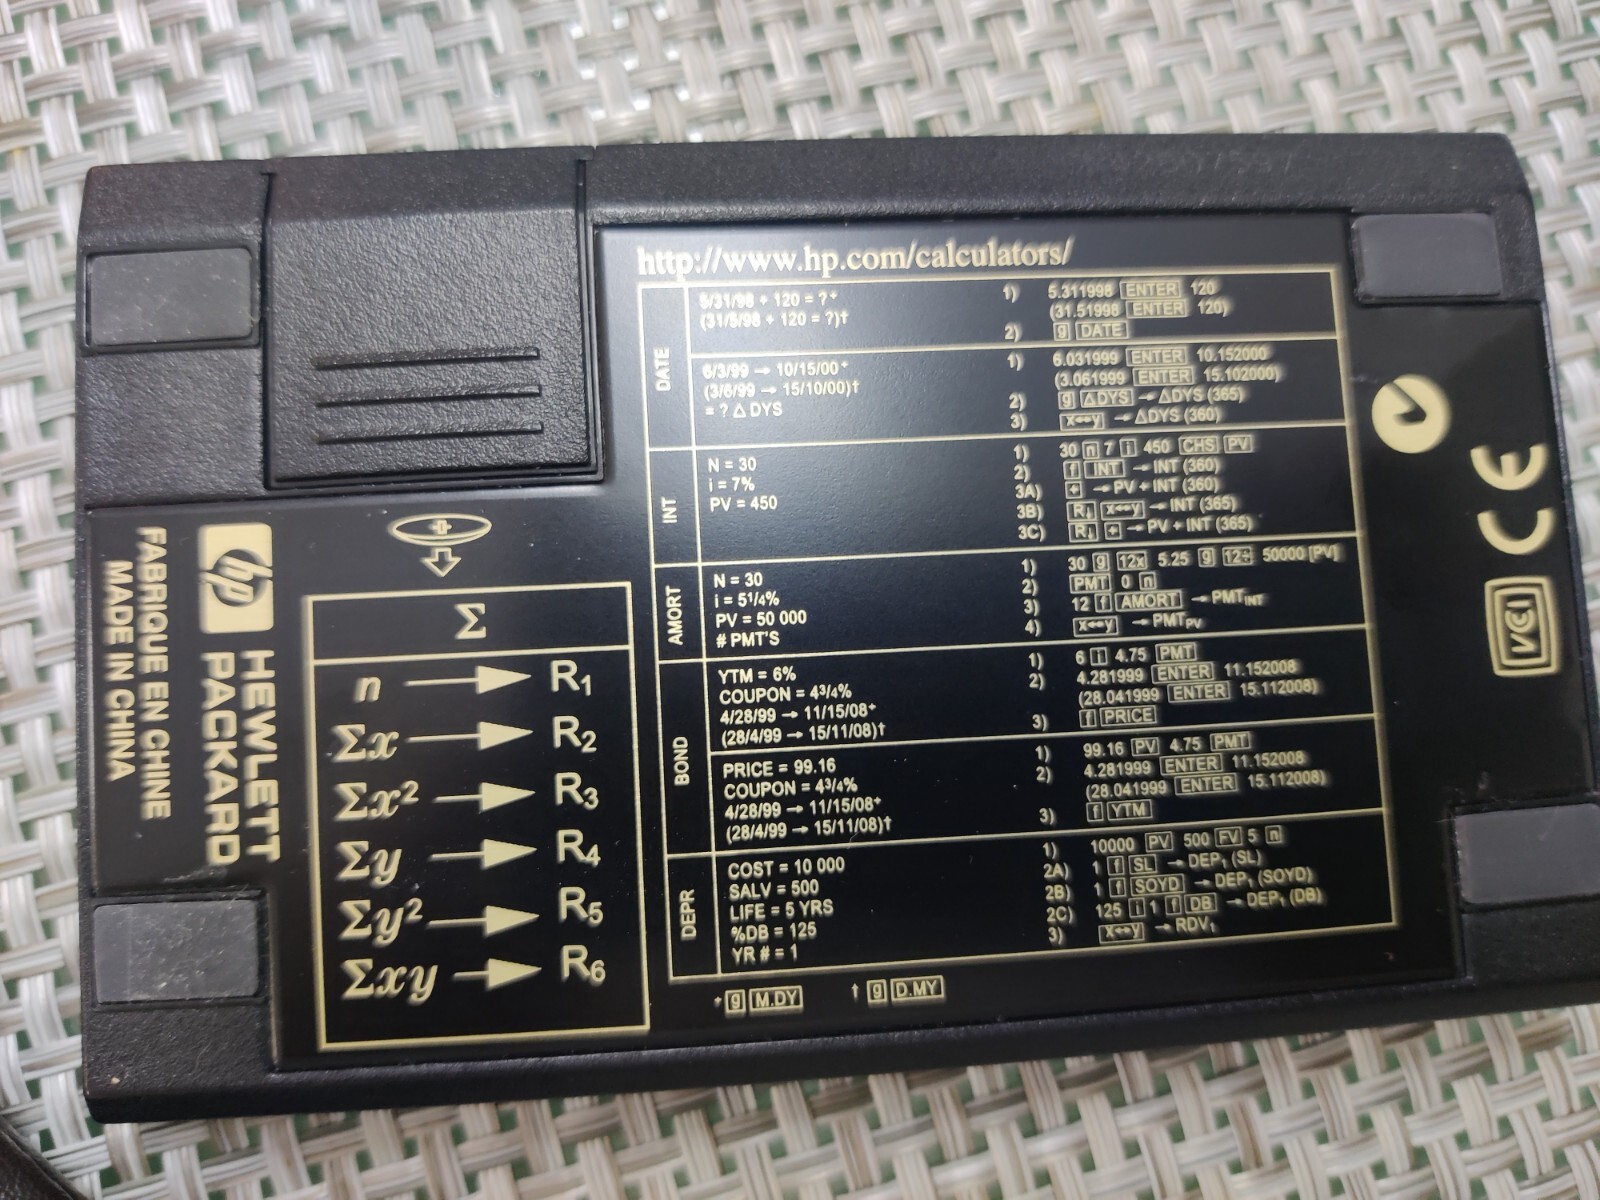 http://www.hp.com/calculators/
DATE
5/31/98 + 120 = ?*
(31/5/98 + 120 = ?)†
1) 5.311998 ENTER 120
(31.51998 ENTER 120)
2) g DATE
6/3/99 → 10/15/00*
(3/6/99 → 15/10/00)†
= ? Δ DYS
1) 6.031999 ENTER 10.152000
(3.061999 ENTER 15.102000)
2) g ΔDYS → ΔDYS (365)
3) x↔y → ΔDYS (360)
INT
N = 30
i = 7%
PV = 450
1) 30 n 7 i 450 CHS PV
2) f INT → INT (360)
3A) + → PV + INT (360)
3B) R↓ x↔y → INT (365)
3C) R↓ + → PV + INT (365)
AMORT
N = 30
i = 5¹/4%
PV = 50 000
# PMT'S
1) 30 g 12x 5.25 g 12÷ 50000 [PV]
2) PMT 0 n
3) 12 f AMORT → PMT INT
4) x↔y → PMT PV
BOND
YTM = 6%
COUPON = 4³/4%
4/28/99 → 11/15/08*
(28/4/99 → 15/11/08)†
1) 6 i 4.75 PMT
2) 4.281999 ENTER 11.152008
(28.041999 ENTER 15.112008)
3) f PRICE
PRICE = 99.16
COUPON = 4³/4%
4/28/99 → 11/15/08*
(28/4/99 → 15/11/08)†
1) 99.16 PV 4.75 PMT
2) 4.281999 ENTER 11.152008
(28.041999 ENTER 15.112008)
3) f YTM
DEPR
COST = 10 000
SALV = 500
LIFE = 5 YRS
%DB = 125
YR # = 1
1) 10000 PV 500 FV 5 n
2A) 1 f SL → DEP₁ (SL)
2B) 1 f SOYD → DEP₁ (SOYD)
2C) 125 i 1 f DB → DEP₁ (DB)
3) x↔y → RDV₁
* g M.DY † g D.MY
Σ
n → R₁
Σx → R₂
Σx² → R₃
Σy → R₄
Σy² → R₅
Σxy → R₆
hp HEWLETT
PACKARD
FABRIQUE EN CHINE
MADE IN CHINA
CE
VCI